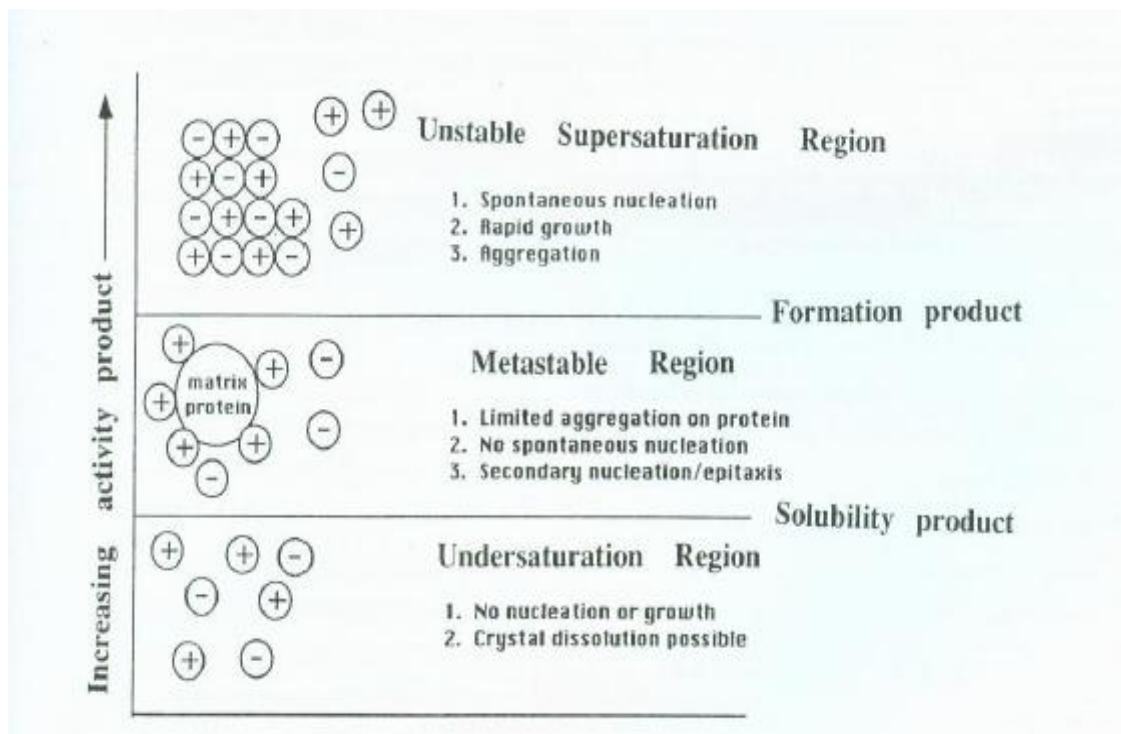 Increasing activity product
- + -
+ - +
- + - +
+ - + -
+ +
-
+
Unstable Supersaturation Region
1. Spontaneous nucleation
2. Rapid growth
3. Aggregation
Formation product
+
+
+
+
+
-
-
-
matrix
protein
Metastable Region
1. Limited aggregation on protein
2. No spontaneous nucleation
3. Secondary nucleation/epitaxis
Solubility product
+ + -
- +
+ -
Undersaturation Region
1. No nucleation or growth
2. Crystal dissolution possible